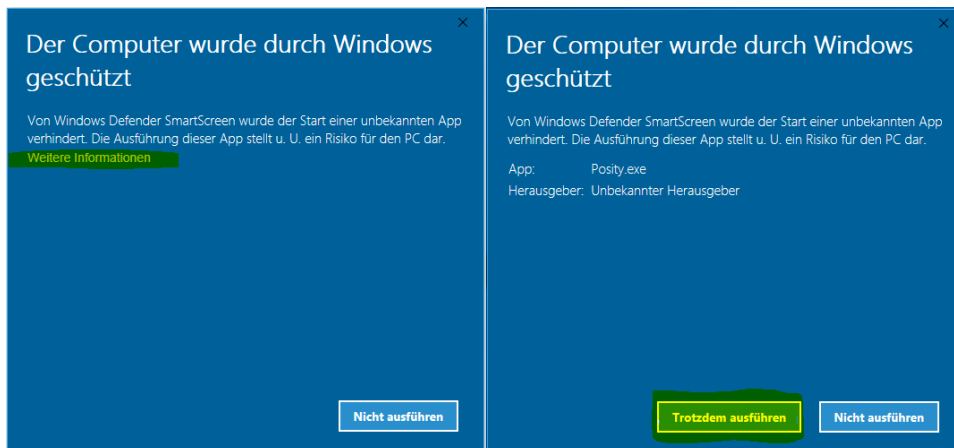 Der Computer wurde durch Windows
geschützt
Von Windows Defender SmartScreen wurde der Start einer unbekannten App
verhindert. Die Ausführung dieser App stellt u. U. ein Risiko für den PC dar.
Weitere Informationen
Nicht ausführen
Der Computer wurde durch Windows
geschützt
Von Windows Defender SmartScreen wurde der Start einer unbekannten App
verhindert. Die Ausführung dieser App stellt u. U. ein Risiko für den PC dar.
App: Posity.exe
Herausgeber: Unbekannter Herausgeber
Trotzdem ausführen Nicht ausführen